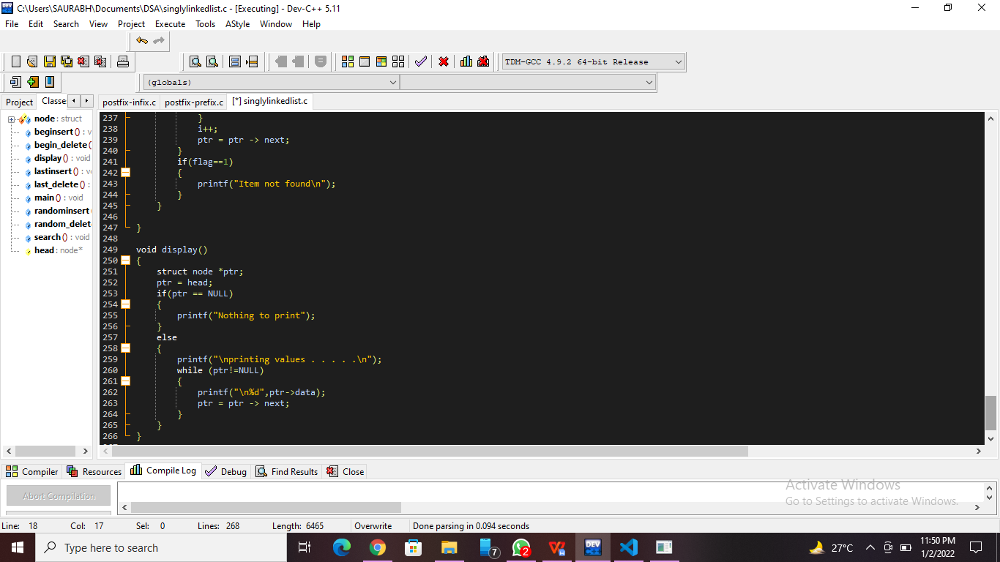 C:\Users\SAURABH\Documents\DSA\singlylinkedlist.c - [Executing] - Dev-C++ 5.11
File Edit Search View Project Execute Tools AStyle Window Help
TDM-GCC 4.9.2 64-bit Release
(globals)
Project Classe postfix-infix.c postfix-prefix.c [*] singlylinkedlist.c
node : struct
beginsert () : v
begin_delete (
display () : void
lastinsert () : v
last_delete () :
main () : void
randominsert
random_delet
search () : void
head : node*
237 }
238 i++;
239 ptr = ptr -> next;
240 }
241 if(flag==1)
242 {
243 printf("Item not found\n");
244 }
245 }
246
247 }
248
249 void display()
250 {
251 struct node *ptr;
252 ptr = head;
253 if(ptr == NULL)
254 {
255 printf("Nothing to print");
256 }
257 else
258 {
259 printf("\nprinting values . . . . .\n");
260 while (ptr!=NULL)
261 {
262 printf("\n%d",ptr->data);
263 ptr = ptr -> next;
264 }
265 }
266 }
Compiler Resources Compile Log Debug Find Results Close
Abort Compilation
Activate Windows
Go to Settings to activate Windows.
Line: 18 Col: 17 Sel: 0 Lines: 268 Length: 6465 Overwrite Done parsing in 0.094 seconds
Type here to search
7
2
DEV
27°C
11:50 PM
1/2/2022